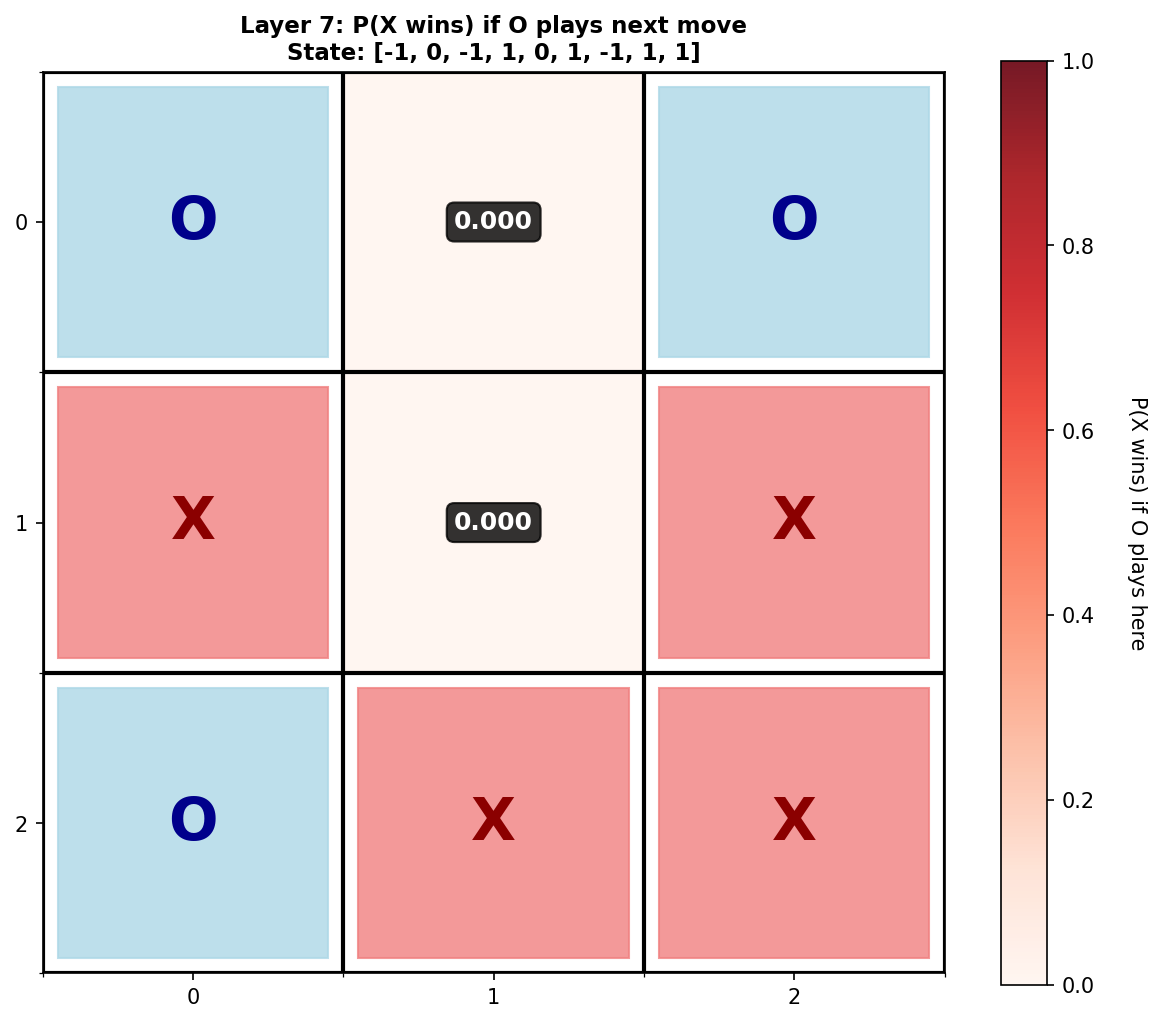 Layer 7: P(X wins) if O plays next move
State: [-1, 0, -1, 1, 0, 1, -1, 1, 1]
0
O
0.000
O
1
X
0.000
X
2
O
X
X
0
1
2
1.0
0.8
0.6
0.4
0.2
0.0
P(X wins) if O plays here